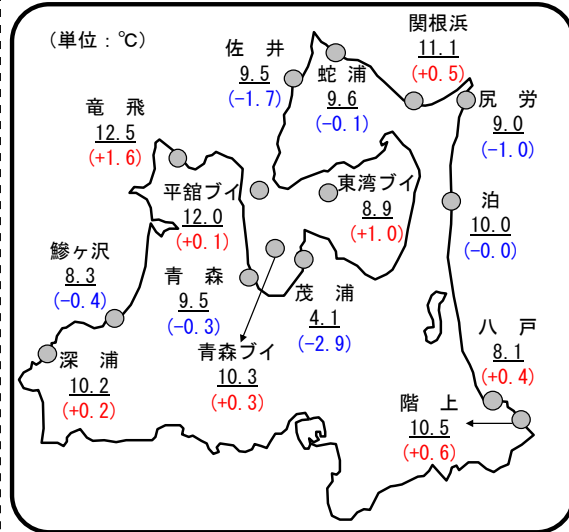 (単位:℃)
関根浜
11.1
(+0.5)
佐 井
9.5
(-1.7)
蛇 浦
9.6
(-0.1)
尻 労
9.0
(-1.0)
竜 飛
12.5
(+1.6)
平舘ブイ
12.0
(+0.1)
東湾ブイ
8.9
(+1.0)
泊
10.0
(-0.0)
鰺ヶ沢
8.3
(-0.4)
青 森
9.5
(-0.3)
茂 浦
4.1
(-2.9)
八 戸
8.1
(+0.4)
深 浦
10.2
(+0.2)
青森ブイ
10.3
(+0.3)
階 上
10.5
(+0.6)